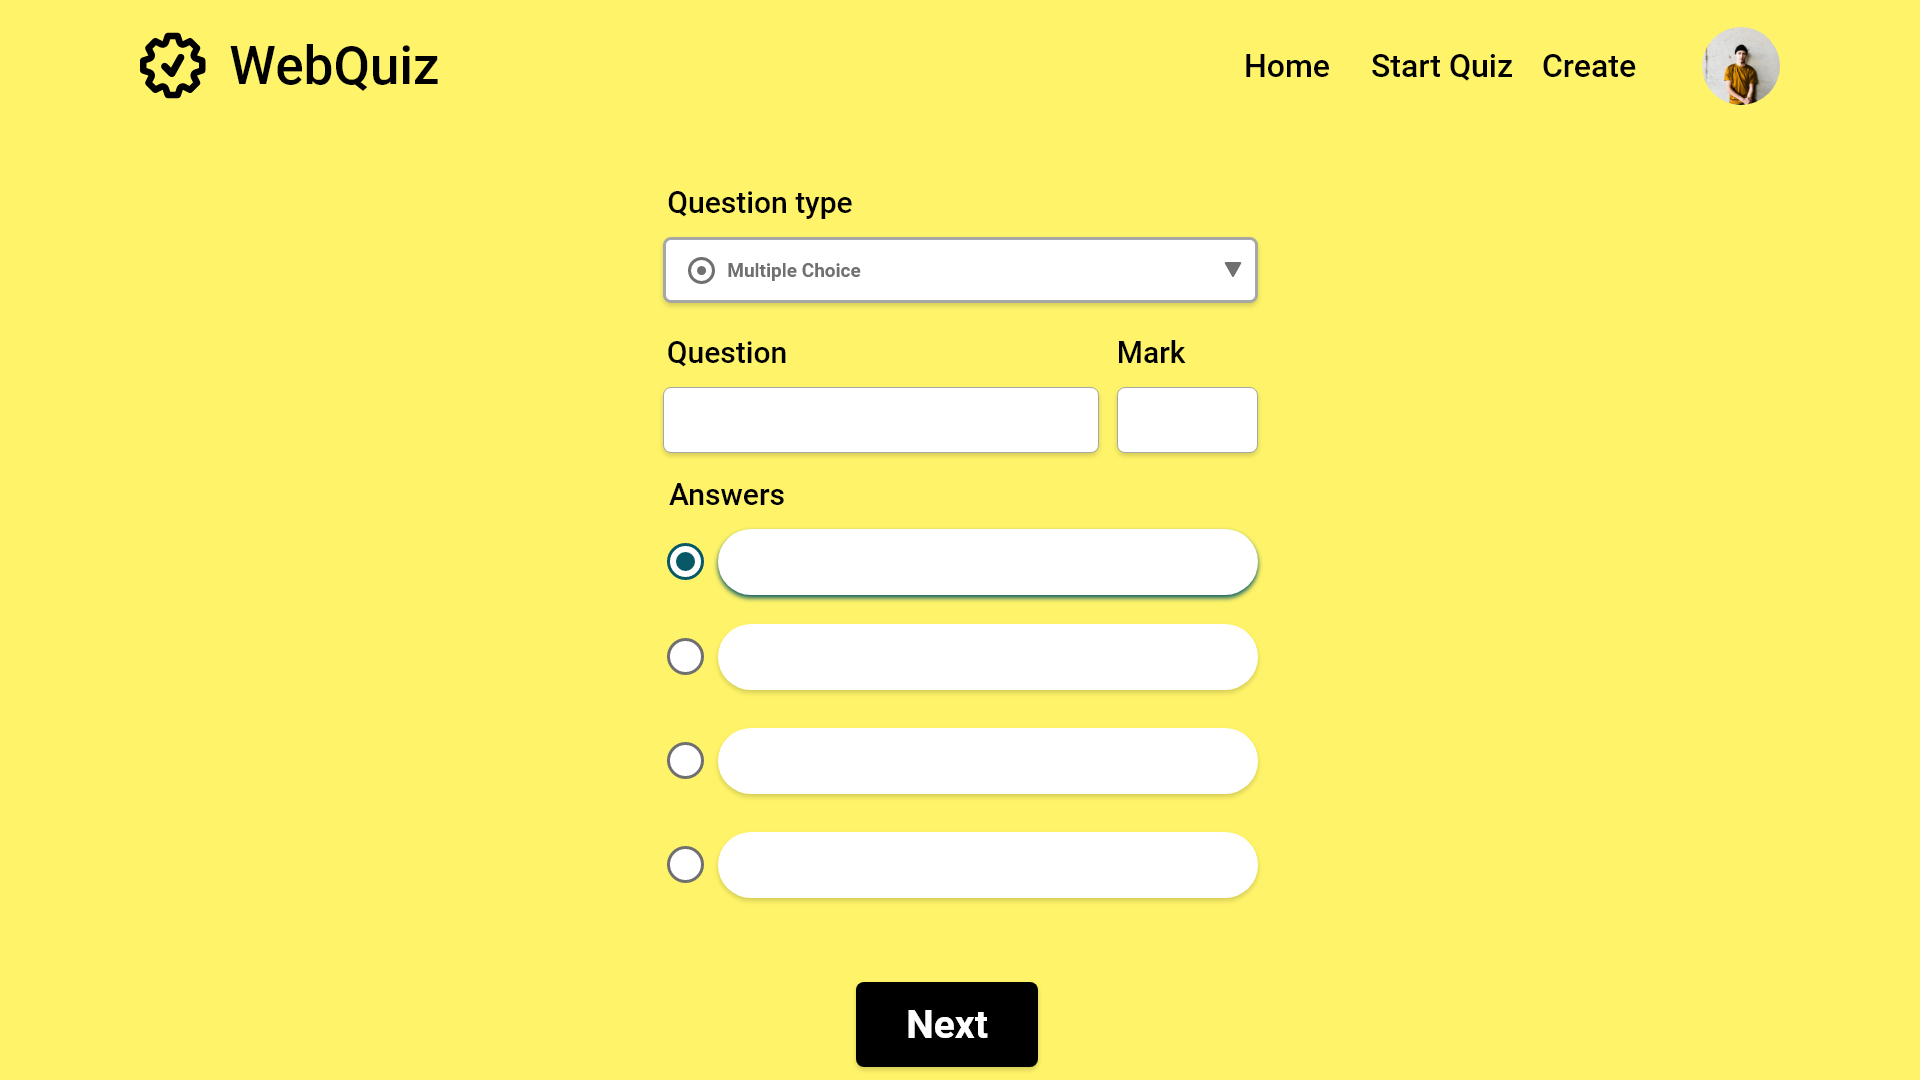 WebQuiz
Home Start Quiz Create
Question type
Multiple Choice
Question Mark
Answers
Next